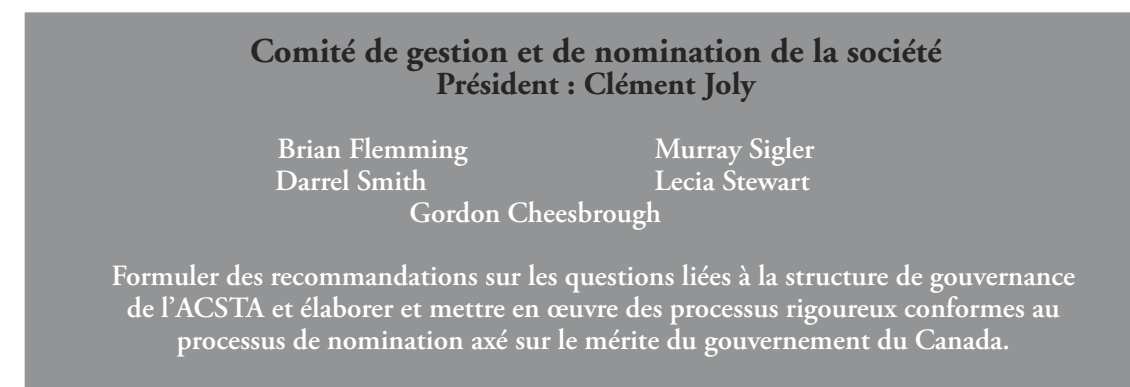 Comité de gestion et de nomination de la société
Président : Clément Joly
Brian Flemming Murray Sigler
Darrel Smith Lecia Stewart
Gordon Cheesbrough
Formuler des recommandations sur les questions liées à la structure de gouvernance
de l’ACSTA et élaborer et mettre en œuvre des processus rigoureux conformes au
processus de nomination axé sur le mérite du gouvernement du Canada.